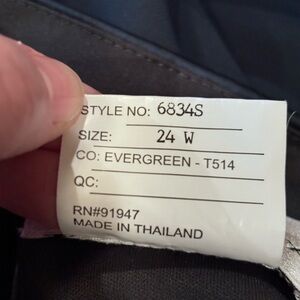 STYLE NO: 6834S
SIZE: 24 W
CO: EVERGREEN - T514
QC:
RN#91947
MADE IN THAILAND